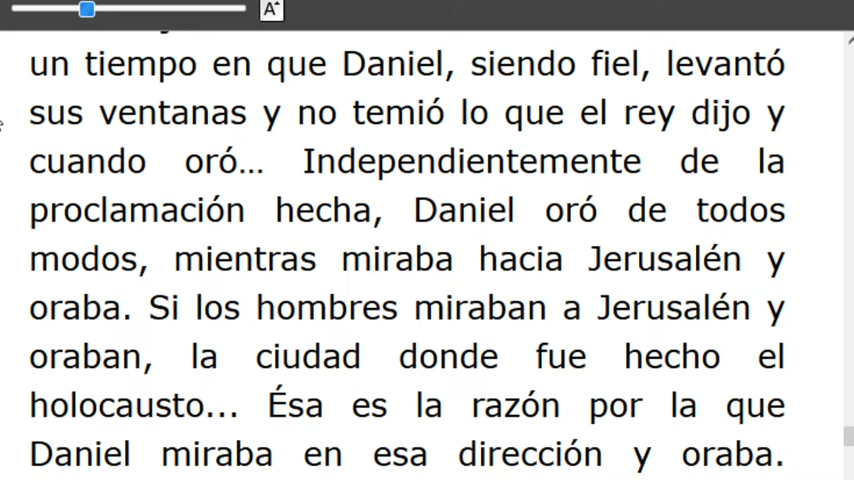 A
un tiempo en que Daniel, siendo fiel, levantó
sus ventanas y no temió lo que el rey dijo y
cuando oró... Independientemente de la
proclamación hecha, Daniel oró de todos
modos, mientras miraba hacia Jerusalén y
oraba. Si los hombres miraban a Jerusalén y
oraban, la ciudad donde fue hecho el
holocausto... Ésa es la razón por la que
Daniel miraba en esa dirección y oraba.